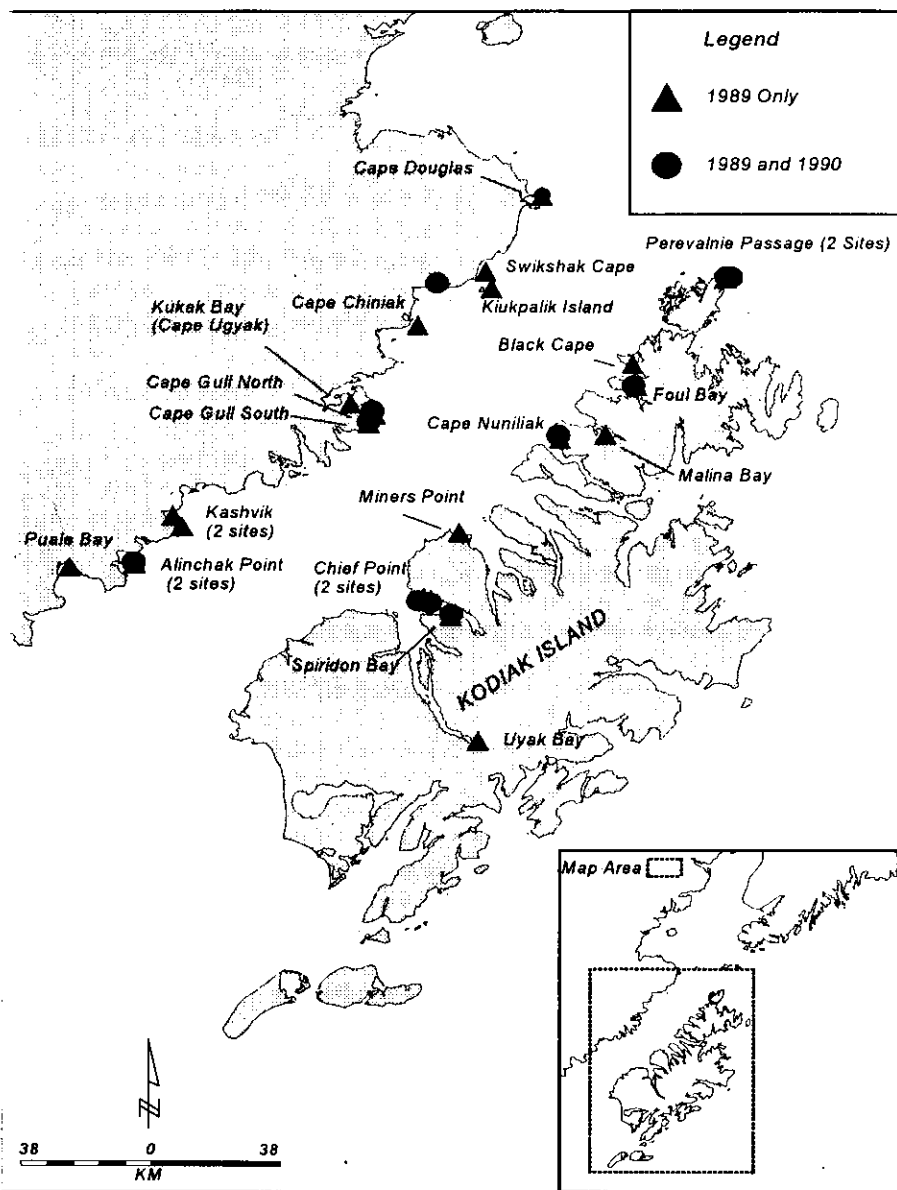 Legend
1989 Only
1989 and 1990
Cape Douglas
Perevalnie Passage (2 Sites)
Swikshak Cape
Cape Chiniak
Kiukpalik Island
Kukak Bay
(Cape Ugyak)
Black Cape
Cape Gull North
Foul Bay
Cape Gull South
Cape Nuniliak
Malina Bay
Miners Point
Kashvik
(2 sites)
Puale Bay
Alinchak Point
(2 sites)
Chief Point
(2 sites)
Spiridon Bay
KODIAK ISLAND
Uyak Bay
Map Area
N
38 0 38
KM